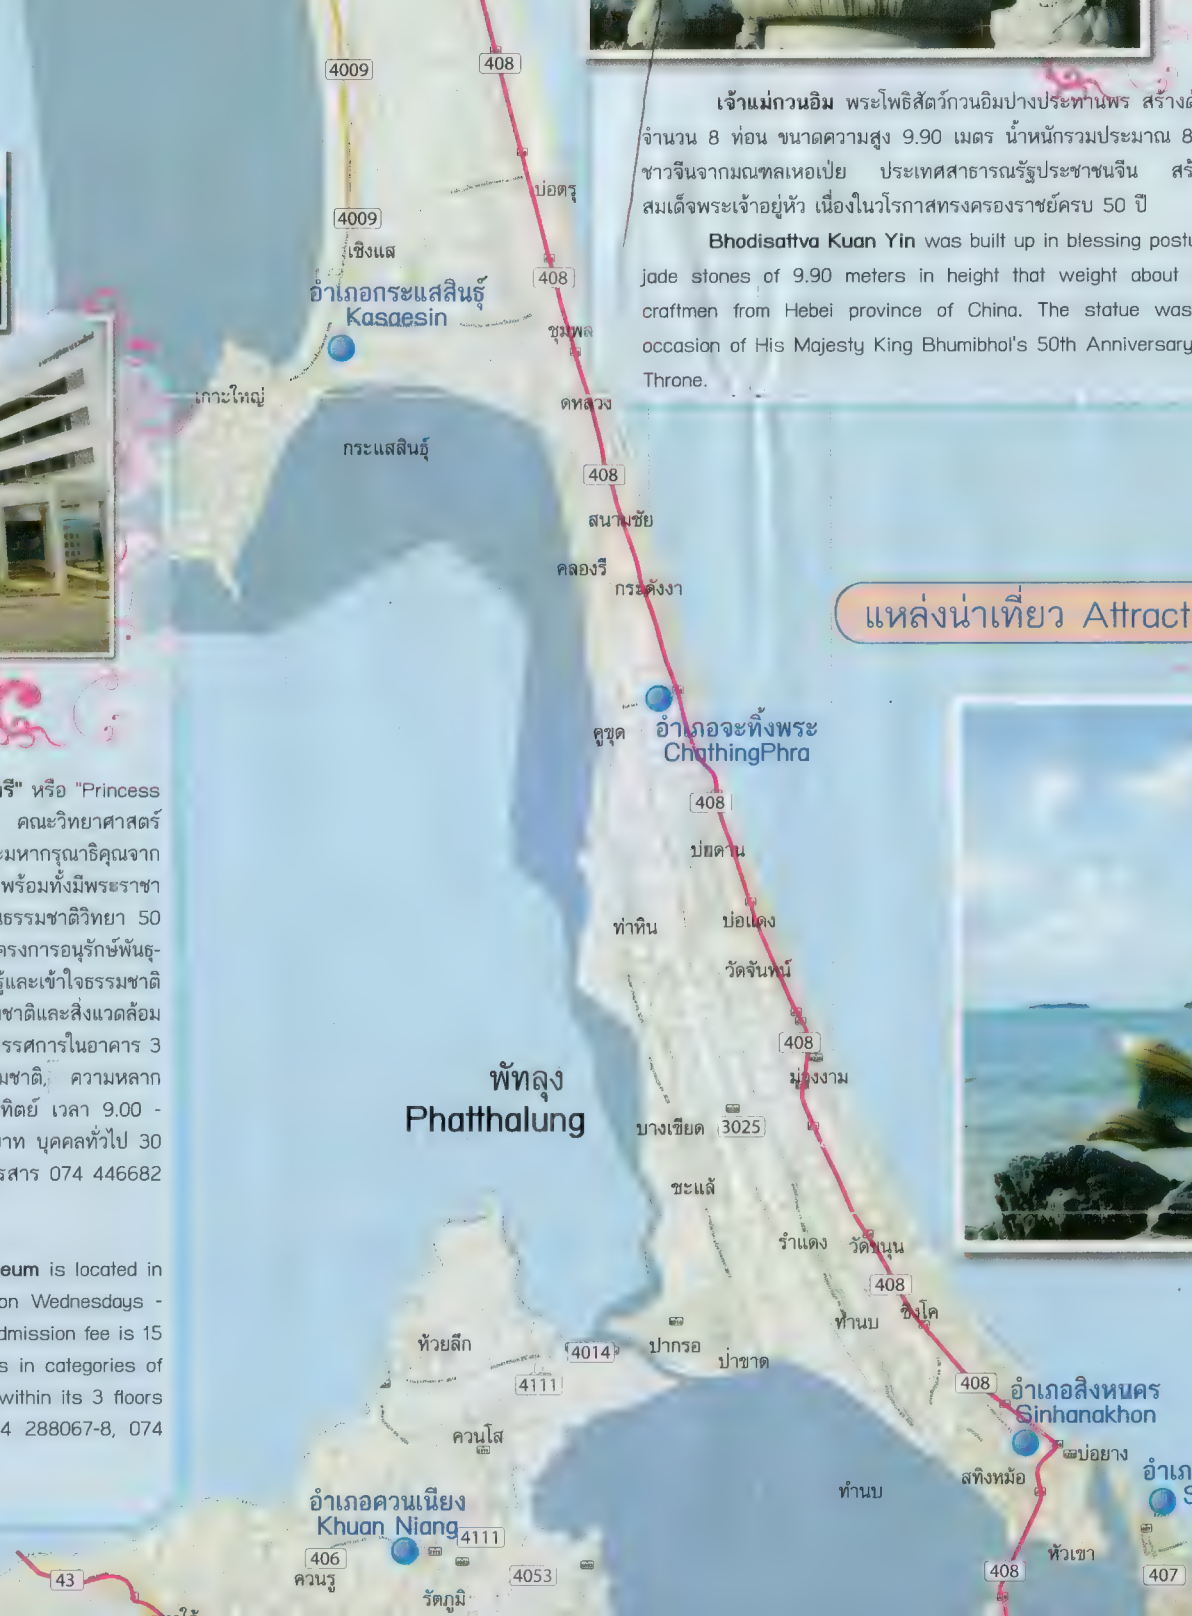 4009
408
เจ้าแม่กวนอิม พระโพธิสัตว์กวนอิมปางประทานพร สร้าง
จำนวน 8 ท่อน ขนาดความสูง 9.90 เมตร น้ำหนักรวมประมาณ 8
ชาวจีนจากมณฑลเหอเป่ย ประเทศสาธารณรัฐประชาชนจีน
สมเด็จพระเจ้าอยู่หัว เนื่องในวโรกาสทรงครองราชย์ครบ 50 ปี
Bhodisattva Kuan Yin was built up in blessing postu
jade stones of 9.90 meters in height that weight about
craftmen from Hebei province of China. The statue was
occasion of His Majesty King Bhumibhol's 50th Anniversary
Throne.
บ่อตรุ
4009
เชิงแส
408
อำเภอกระแสสินธุ์
Kasaesin
ชุมพล
เกาะใหญ่
ดีหลวง
กระแสสินธุ์
408
สนามชัย
คลองรี
กระดังงา
แหล่งน่าเที่ยว Attract
คูขุด
อำเภอจะทิ้งพระ
ChathingPhra
408
บ่อดาน
รี" หรือ "Princess
คณะวิทยาศาสตร์
ะมหากรุณาธิคุณจาก
พร้อมทั้งมีพระราชา
นธรรมชาติวิทยา 50
ครงการอนุรักษ์พันธุ-
รู้และเข้าใจธรรมชาติ
มชาติและสิ่งแวดล้อม
รรศการในอาคาร 3
มชาติ, ความหลาก
ทิตย์ เวลา 9.00 -
บาท บุคคลทั่วไป 30
รสาร 074 446682
ท่าหิน
บ่อแดง
วัดจันทน์
408
ม่วงงาม
พัทลุง
Phatthalung
บางเขียด
3025
ชะแล้
รำแดง
วัดขนุน
408
ทำนบ
ชิงโค
eum is located in
on Wednesdays -
dmission fee is 15
s in categories of
within its 3 floors
4 288067-8, 074
ห้วยลึก
4014
ปากรอ
ป่าขาด
4111
408
อำเภอสิงหนคร
Sinhanakhon
ควนโส
บ่อยาง
สทิงหม้อ
ทำนบ
อำเภ
S
อำเภอควนเนียง
Khuan Niang
4111
406
ควนรู
43
4053
รัตภูมิ
หัวเขา
408
407